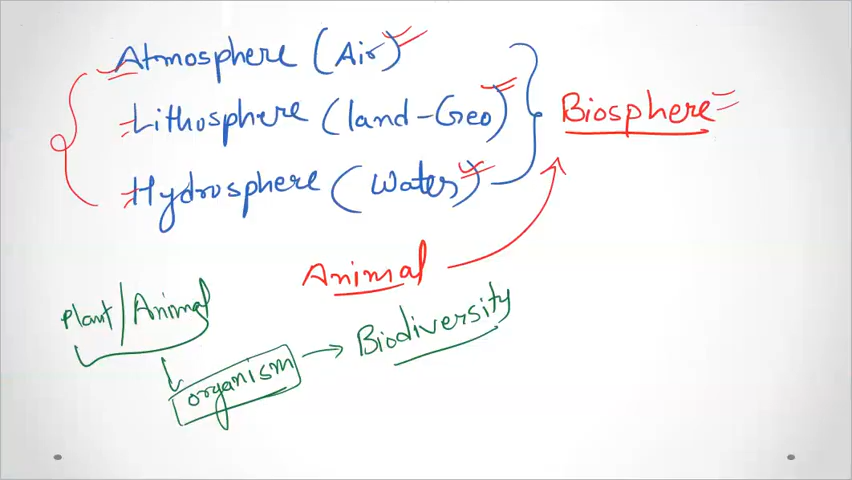 Atmosphere (Air)
Lithosphere (land-Geo)
Biosphere
Hydrosphere (Water)
Animal
Plant/Animal
Biodiversity
organism